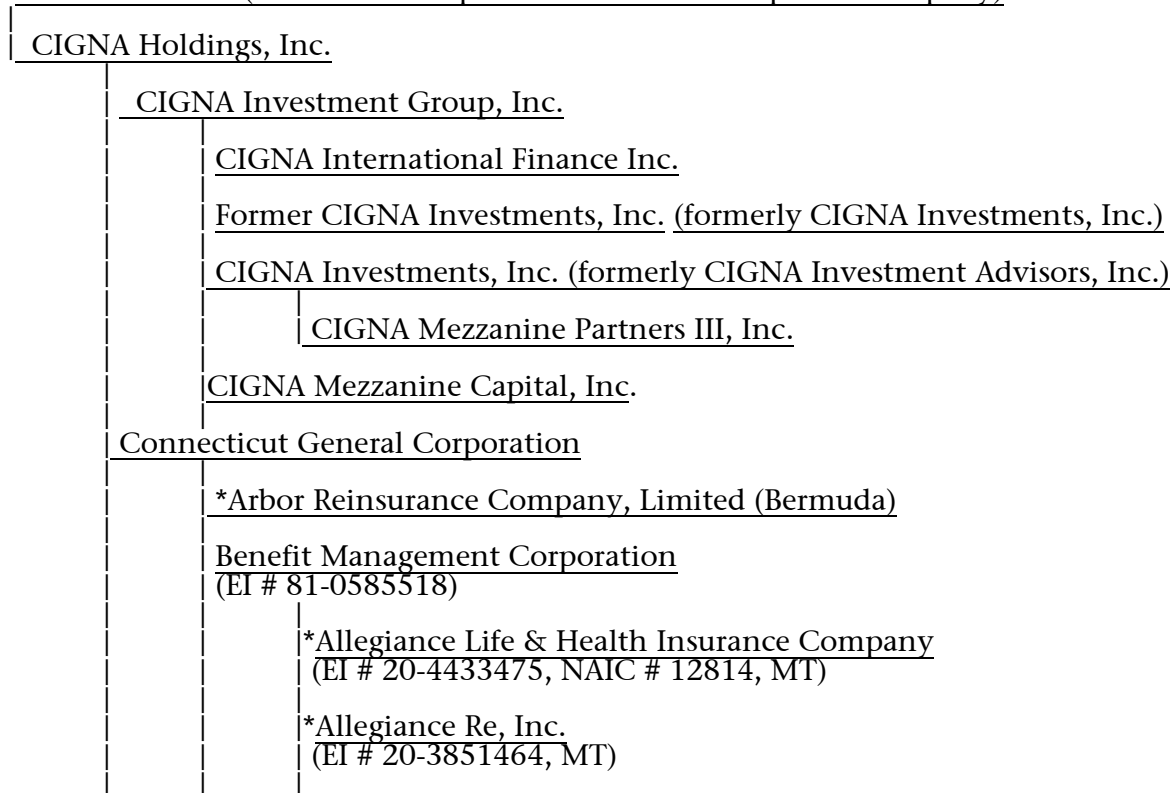 CIGNA Holdings, Inc.
CIGNA Investment Group, Inc.
CIGNA International Finance Inc.
Former CIGNA Investments, Inc. (formerly CIGNA Investments, Inc.)
CIGNA Investments, Inc. (formerly CIGNA Investment Advisors, Inc.)
CIGNA Mezzanine Partners III, Inc.
CIGNA Mezzanine Capital, Inc.
Connecticut General Corporation
*Arbor Reinsurance Company, Limited (Bermuda)
Benefit Management Corporation
(EI # 81-0585518)
*Allegiance Life & Health Insurance Company
(EI # 20-4433475, NAIC # 12814, MT)
*Allegiance Re, Inc.
(EI # 20-3851464, MT)